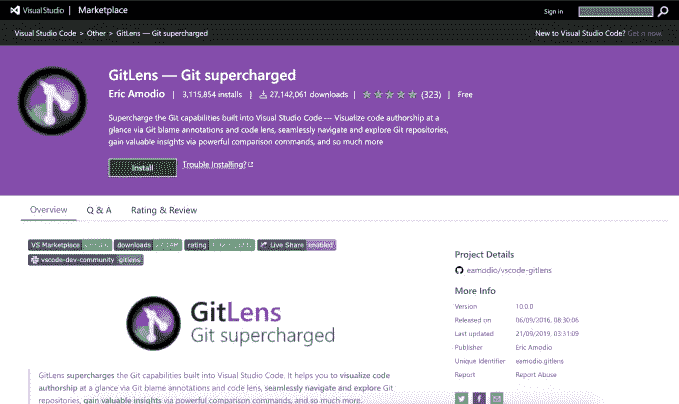 Visual Studio | Marketplace
Sign in
Visual Studio Code > Other > GitLens — Git supercharged
New to Visual Studio Code? Get it now.
GitLens — Git supercharged
Eric Amodio | 3,115,854 installs | 27,142,061 downloads | (323) | Free
Supercharge the Git capabilities built into Visual Studio Code — Visualize code authorship at a
glance via Git blame annotations and code lens, seamlessly navigate and explore Git repositories,
gain valuable insights via powerful comparison commands, and so much more
Install
Trouble Installing?
Overview
Q & A
Rating & Review
VS Marketplace
downloads
rating
Live Share enabled
vscode-dev-community gitlens
GitLens
Git supercharged
GitLens supercharges the Git capabilities built into Visual Studio Code. It helps you to visualize code
authorship at a glance via Git blame annotations and code lens, seamlessly navigate and explore Git
repositories, gain valuable insights via powerful comparison commands, and so much more.
Project Details
eamodio/vscode-gitlens
More Info
Version 10.0.0
Released on 06/09/2016, 08:30:06
Last updated 21/09/2019, 03:31:09
Publisher Eric Amodio
Unique Identifier eamodio.gitlens
Report Report Abuse